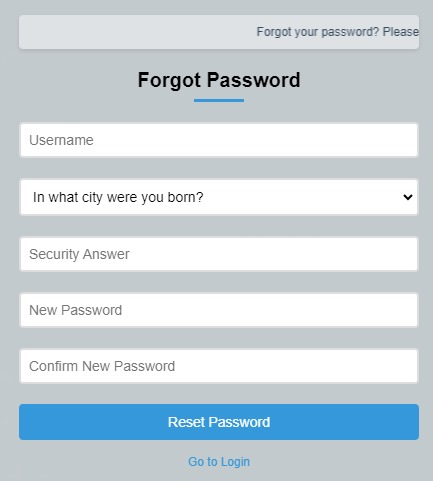 Forgot your password? Please
Forgot Password
Username
In what city were you born?
Security Answer
New Password
Confirm New Password
Reset Password
Go to Login